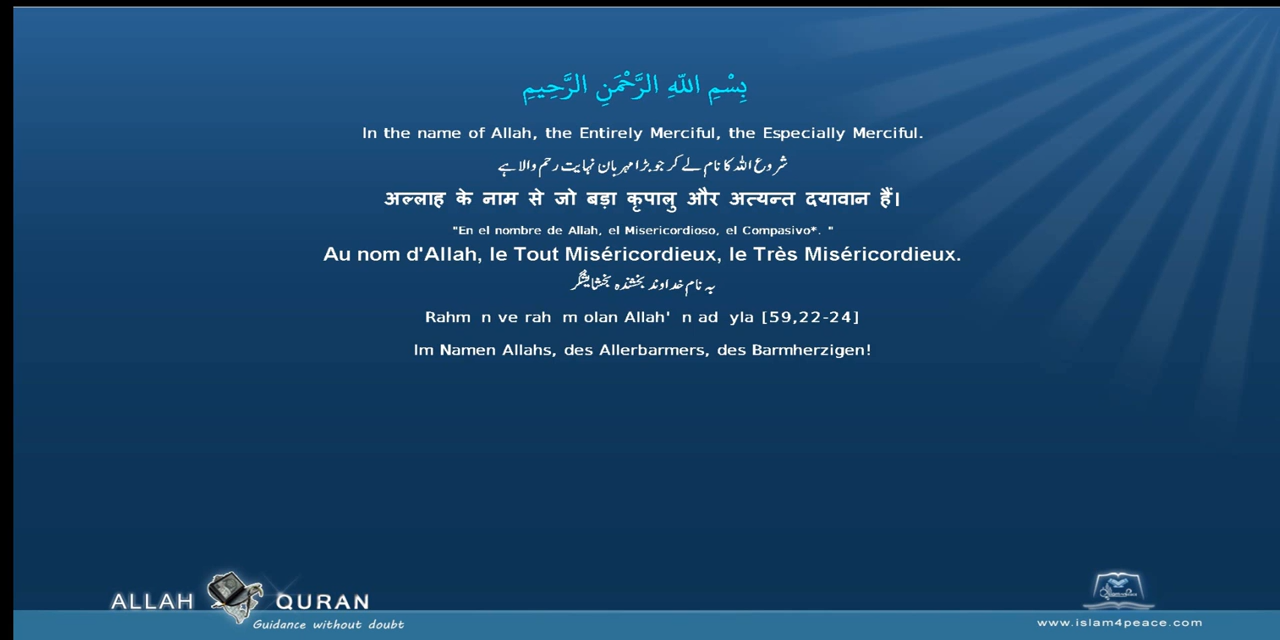 بِسْمِ اللَّهِ الرَّحْمَنِ الرَّحِيمِ
In the name of Allah, the Entirely Merciful, the Especially Merciful.
شروع اللہ کا نام لے کر جو بڑا مہربان نہایت رحم والا ہے
अल्लाह के नाम से जो बड़ा कृपालु और अत्यन्त दयावान हैं।
"En el nombre de Allah, el Misericordioso, el Compasivo*. "
Au nom d'Allah, le Tout Miséricordieux, le Très Miséricordieux.
به نام خداوند بخشنده بخشایشگر
Rahm n ve rah m olan Allah' n ad yla [59,22-24]
Im Namen Allahs, des Allerbarmers, des Barmherzigen!
ALLAH QURAN
Guidance without doubt
www.islam4peace.com